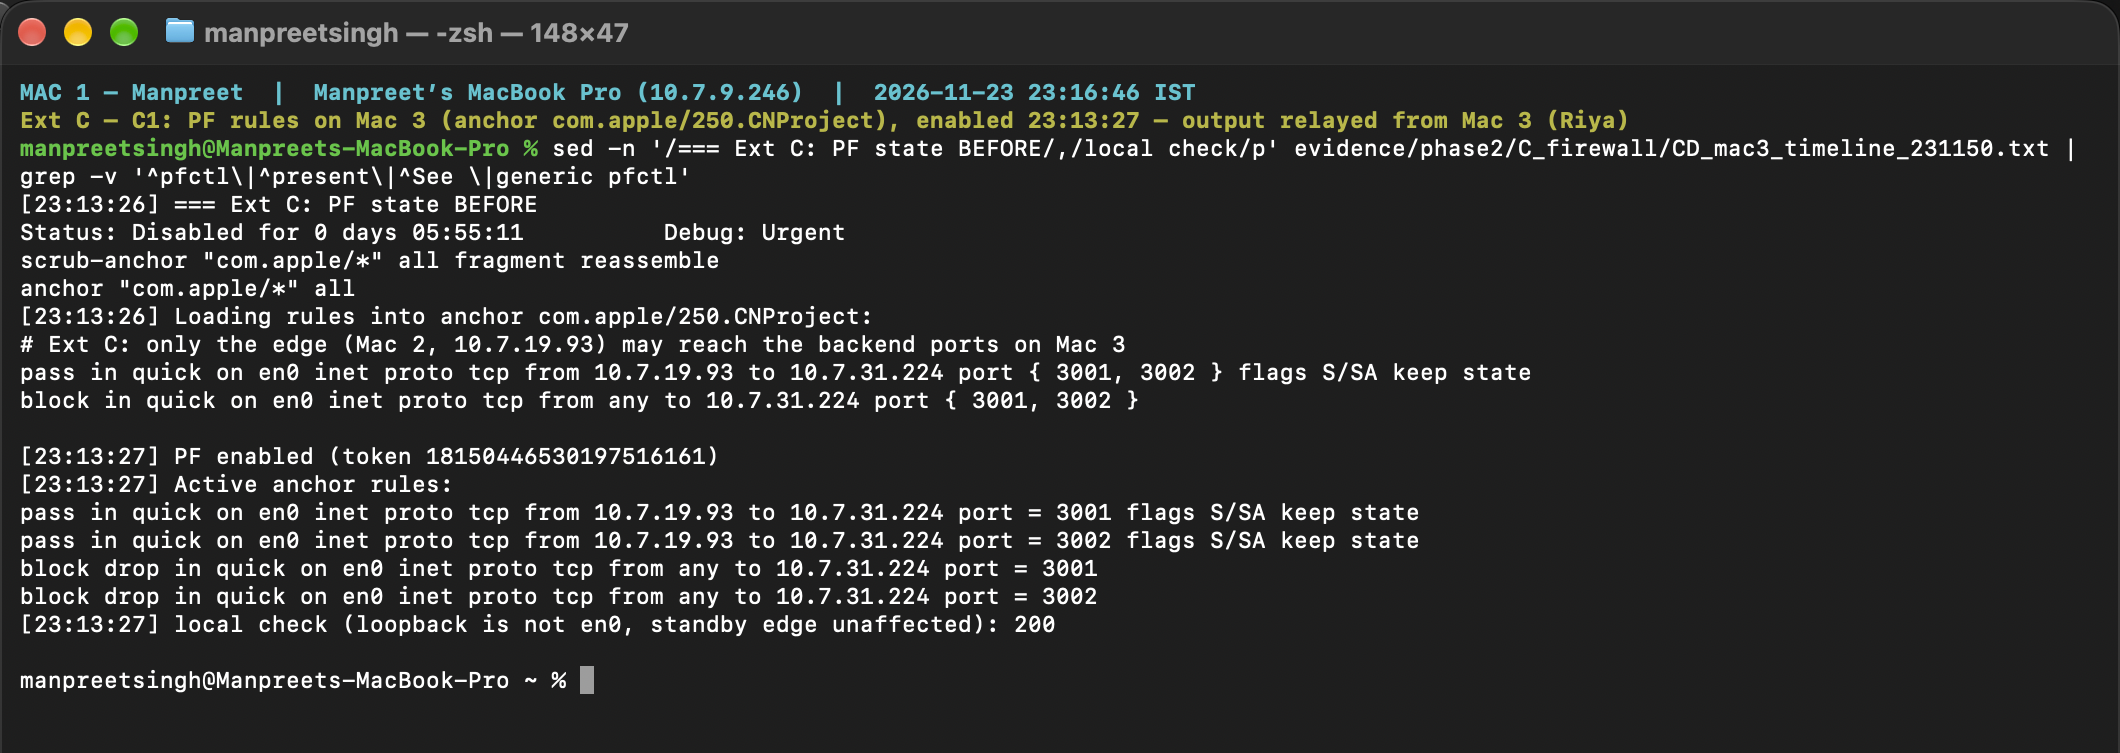 manpreetsingh — -zsh — 148×47
MAC 1 — Manpreet  |  Manpreet’s MacBook Pro (10.7.9.246)  |  2026-11-23 23:16:46 IST
Ext C — C1: PF rules on Mac 3 (anchor com.apple/250.CNProject), enabled 23:13:27 — output relayed from Mac 3 (Riya)
manpreetsingh@Manpreets-MacBook-Pro % sed -n '/=== Ext C: PF state BEFORE/,/local check/p' evidence/phase2/C_firewall/CD_mac3_timeline_231150.txt |
grep -v '^pfctl\|^present\|^See \|generic pfctl'
[23:13:26] === Ext C: PF state BEFORE
Status: Disabled for 0 days 05:55:11          Debug: Urgent
scrub-anchor "com.apple/*" all fragment reassemble
anchor "com.apple/*" all
[23:13:26] Loading rules into anchor com.apple/250.CNProject:
# Ext C: only the edge (Mac 2, 10.7.19.93) may reach the backend ports on Mac 3
pass in quick on en0 inet proto tcp from 10.7.19.93 to 10.7.31.224 port { 3001, 3002 } flags S/SA keep state
block in quick on en0 inet proto tcp from any to 10.7.31.224 port { 3001, 3002 }
[23:13:27] PF enabled (token 18150446530197516161)
[23:13:27] Active anchor rules:
pass in quick on en0 inet proto tcp from 10.7.19.93 to 10.7.31.224 port = 3001 flags S/SA keep state
pass in quick on en0 inet proto tcp from 10.7.19.93 to 10.7.31.224 port = 3002 flags S/SA keep state
block drop in quick on en0 inet proto tcp from any to 10.7.31.224 port = 3001
block drop in quick on en0 inet proto tcp from any to 10.7.31.224 port = 3002
[23:13:27] local check (loopback is not en0, standby edge unaffected): 200
manpreetsingh@Manpreets-MacBook-Pro ~ %